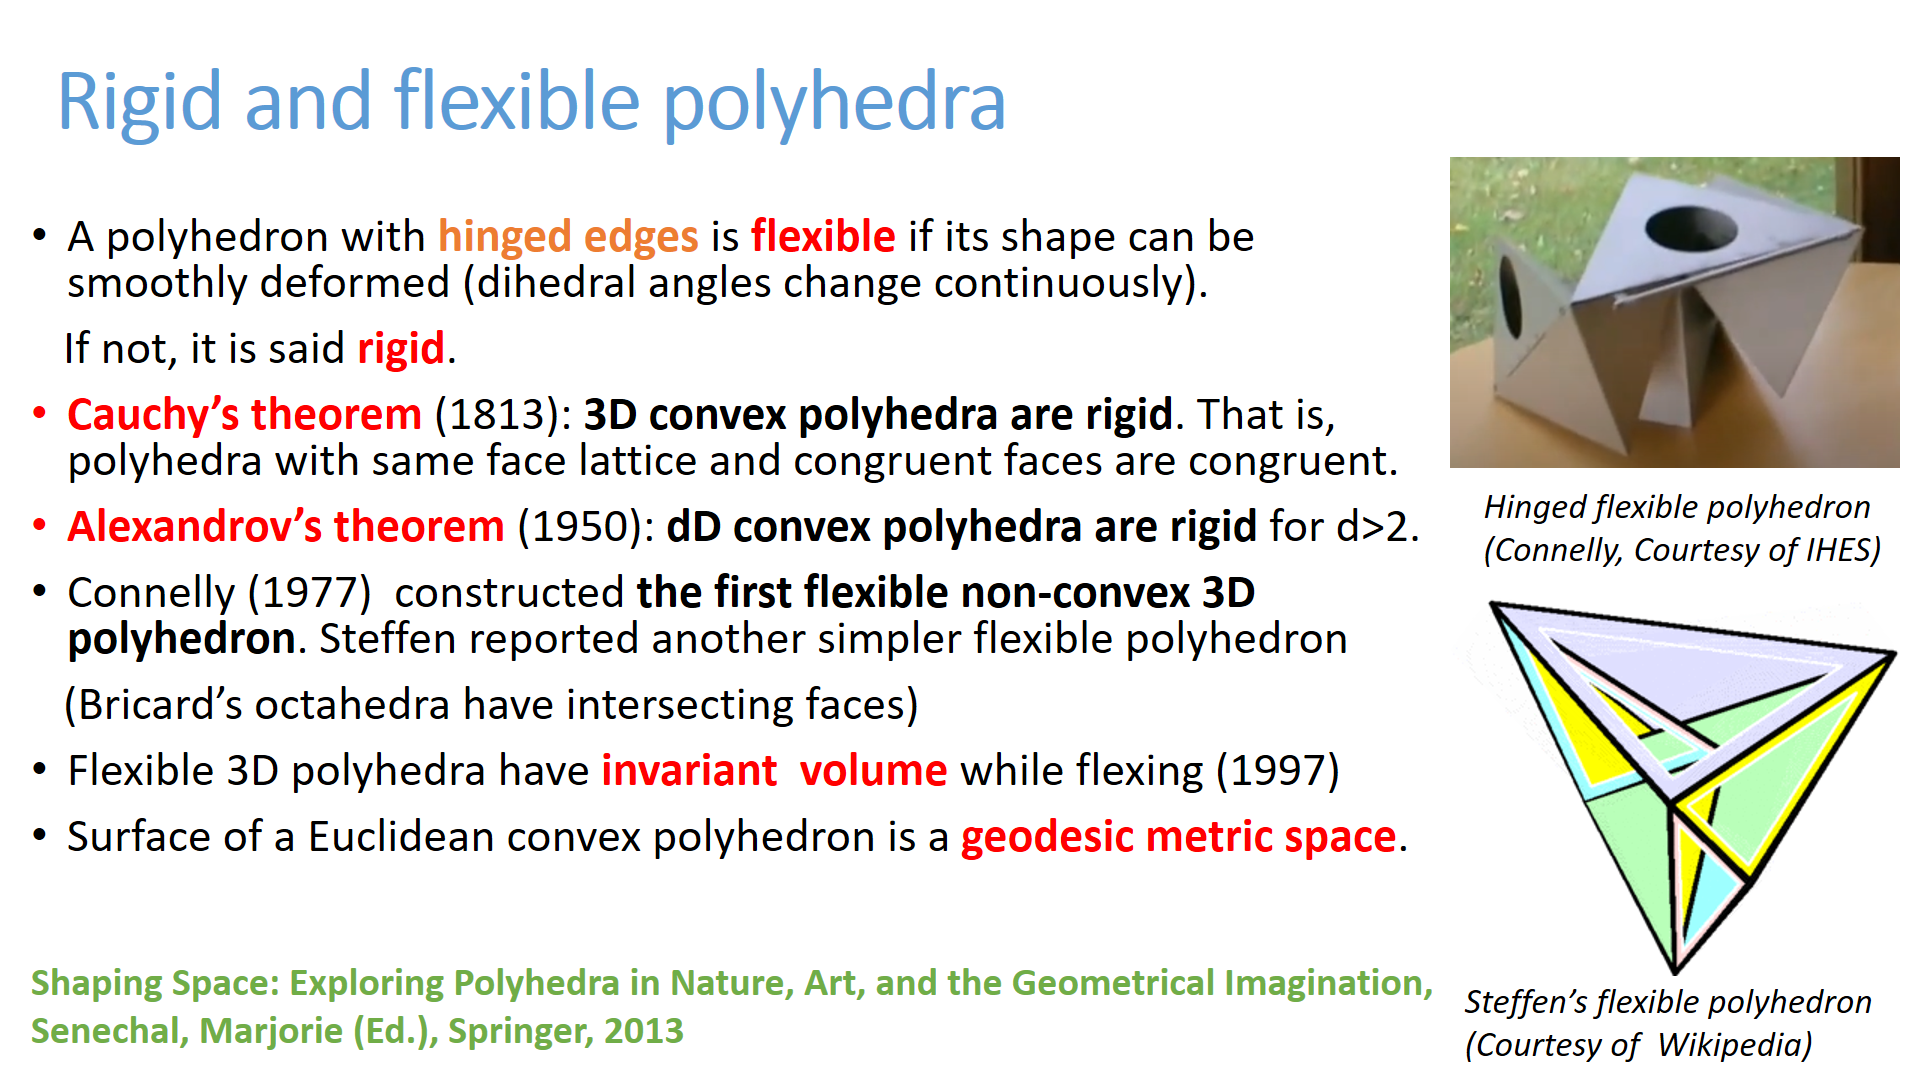 Rigid and flexible polyhedra
• A polyhedron with hinged edges is flexible if its shape can be
smoothly deformed (dihedral angles change continuously).
If not, it is said rigid.
• Cauchy’s theorem (1813): 3D convex polyhedra are rigid. That is,
polyhedra with same face lattice and congruent faces are congruent.
• Alexandrov’s theorem (1950): dD convex polyhedra are rigid for d>2.
• Connelly (1977)  constructed the first flexible non-convex 3D
polyhedron. Steffen reported another simpler flexible polyhedron
(Bricard’s octahedra have intersecting faces)
• Flexible 3D polyhedra have invariant  volume while flexing (1997)
• Surface of a Euclidean convex polyhedron is a geodesic metric space.
Shaping Space: Exploring Polyhedra in Nature, Art, and the Geometrical Imagination,
Senechal, Marjorie (Ed.), Springer, 2013
Hinged flexible polyhedron
(Connelly, Courtesy of IHES)
Steffen’s flexible polyhedron
(Courtesy of  Wikipedia)